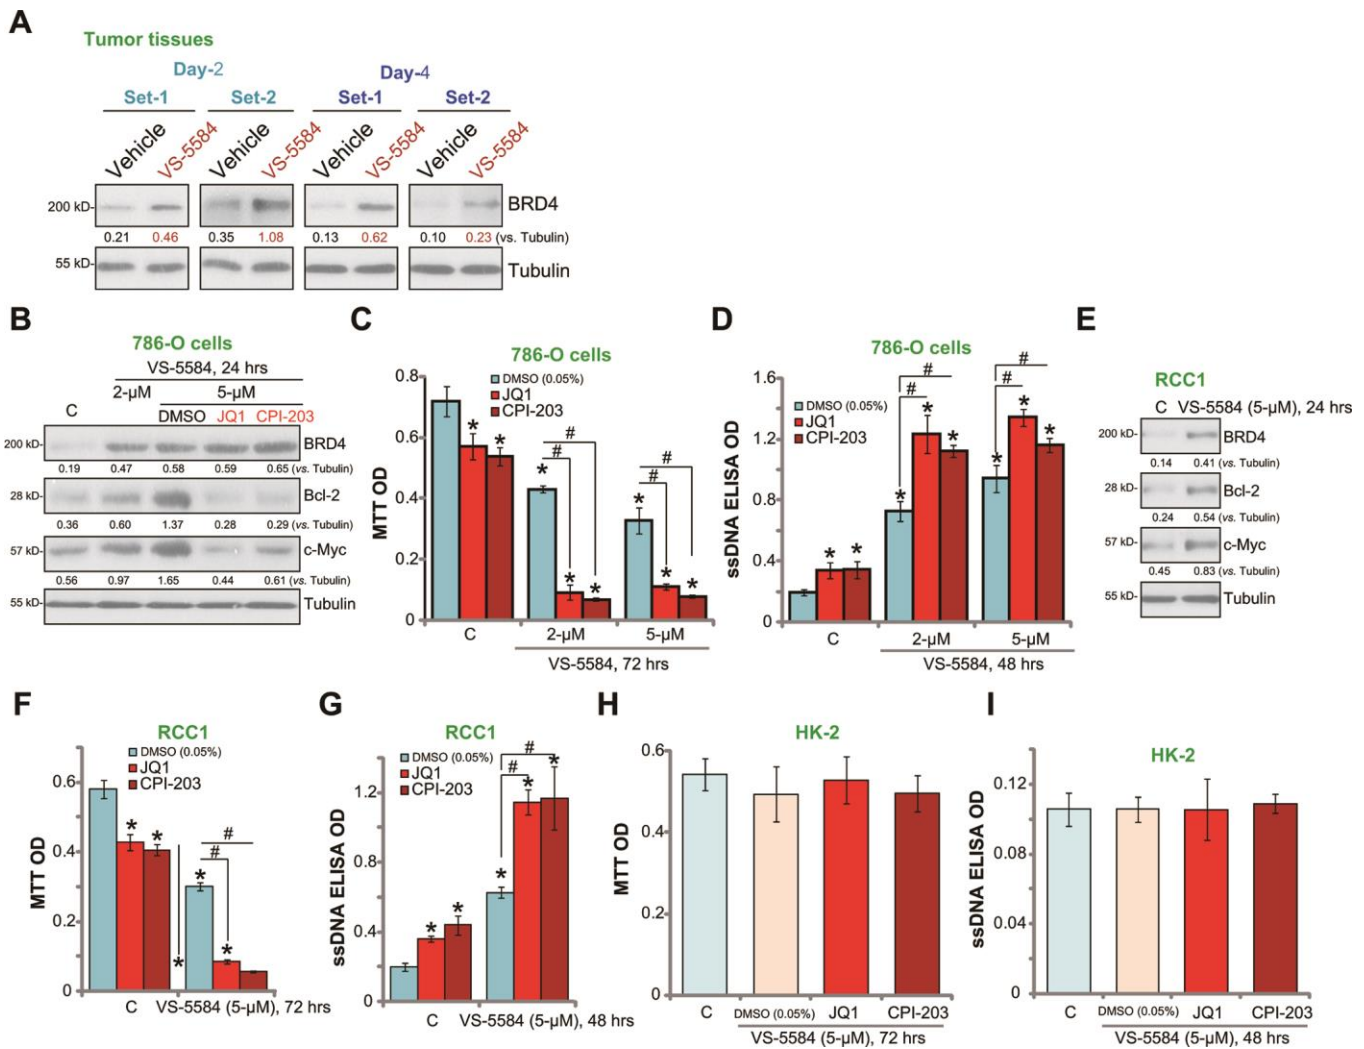 A
Tumor tissues
Day-2
Day-4
Set-1
Set-2
Set-1
Set-2
Vehicle
VS-5584
Vehicle
VS-5584
Vehicle
VS-5584
Vehicle
VS-5584
200 kD-
BRD4
0.21 0.46 0.35 1.08 0.13 0.62 0.10 0.23 (vs. Tubulin)
55 kD-
Tubulin
B
786-O cells
VS-5584, 24 hrs
2-µM 5-µM
C DMSO JQ1 CPI-203
200 kD- BRD4
0.19 0.47 0.58 0.59 0.65 (vs. Tubulin)
28 kD- Bcl-2
0.36 0.60 1.37 0.28 0.29 (vs. Tubulin)
57 kD- c-Myc
0.56 0.97 1.65 0.44 0.61 (vs. Tubulin)
55 kD- Tubulin
C
786-O cells
DMSO (0.05%)
JQ1
CPI-203
MTT OD
0.8
0.6
0.4
0.2
0
* * * * * * * *
# # # #
C 2-µM 5-µM
VS-5584, 72 hrs
D
786-O cells
DMSO (0.05%)
JQ1
CPI-203
ssDNA ELISA OD
1.6
1.2
0.8
0.4
0
* * * * * * * *
# # # #
C 2-µM 5-µM
VS-5584, 48 hrs
E
RCC1
C VS-5584 (5-µM), 24 hrs
200 kD- BRD4
0.14 0.41 (vs. Tubulin)
28 kD- Bcl-2
0.24 0.54 (vs. Tubulin)
57 kD- c-Myc
0.45 0.83 (vs. Tubulin)
55 kD- Tubulin
F
RCC1
DMSO (0.05%)
JQ1
CPI-203
MTT OD
0.6
0.4
0.2
0
* * * * *
# #
C VS-5584 (5-µM), 72 hrs
G
RCC1
DMSO (0.05%)
JQ1
CPI-203
ssDNA ELISA OD
1.2
0.8
0.4
0
* * * * *
# #
C VS-5584 (5-µM), 48 hrs
H
HK-2
MTT OD
0.6
0.4
0.2
0
C DMSO (0.05%) JQ1 CPI-203
VS-5584 (5-µM), 72 hrs
I
HK-2
ssDNA ELISA OD
0.12
0.08
0.04
0
C DMSO (0.05%) JQ1 CPI-203
VS-5584 (5-µM), 48 hrs